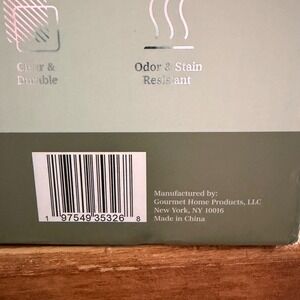 Clear &
Durable
Odor & Stain
Resistant
1 97549 35326 8
Manufactured by:
Gourmet Home Products, LLC
New York, NY 10016
Made in China